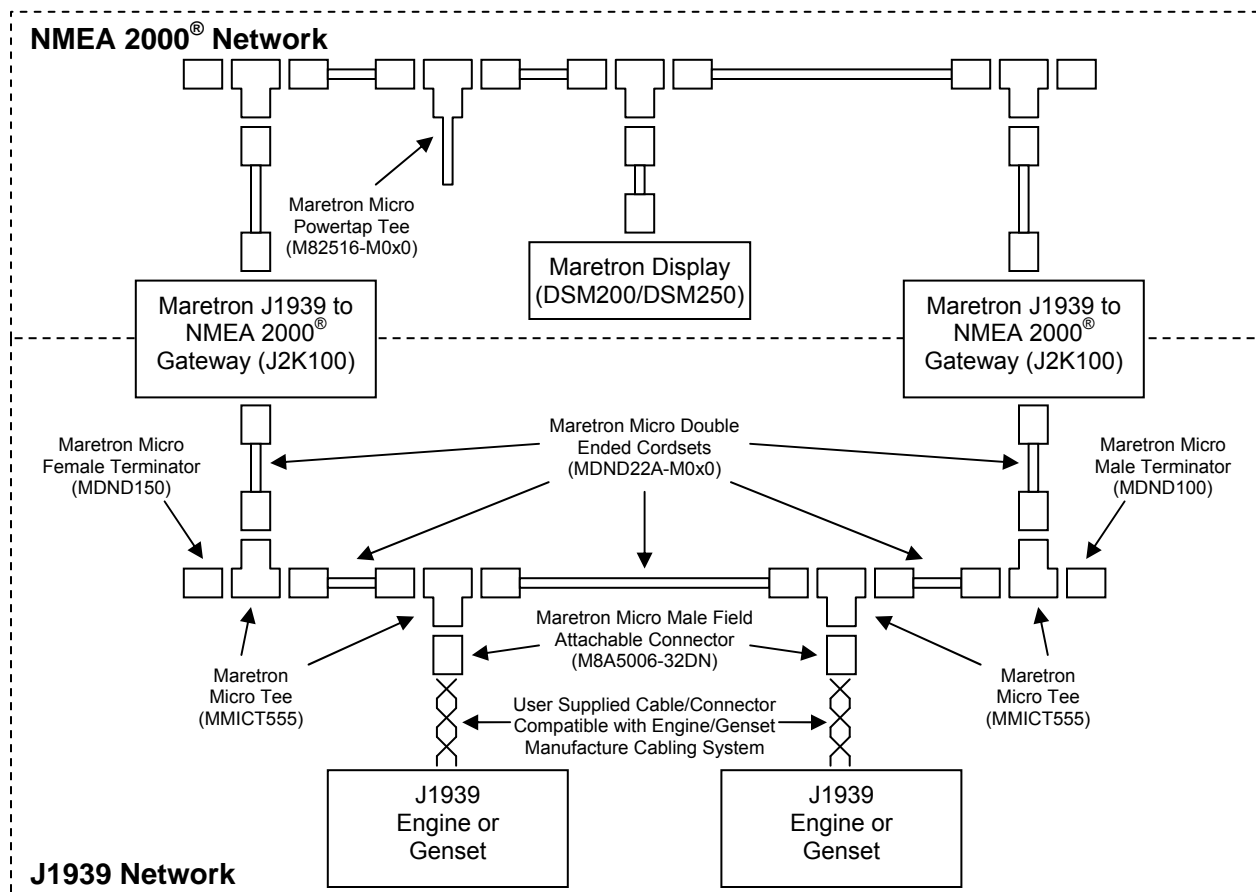 NMEA 2000® Network
Maretron Micro
Powertap Tee
(M82516-M0x0)
Maretron Display
(DSM200/DSM250)
Maretron J1939 to
NMEA 2000®
Gateway (J2K100)
Maretron J1939 to
NMEA 2000®
Gateway (J2K100)
Maretron Micro
Female Terminator
(MDND150)
Maretron Micro Double
Ended Cordsets
(MDND22A-M0x0)
Maretron Micro
Male Terminator
(MDND100)
Maretron
Micro Tee
(MMICT555)
Maretron Micro Male Field
Attachable Connector
(M8A5006-32DN)
Maretron
Micro Tee
(MMICT555)
User Supplied Cable/Connector
Compatible with Engine/Genset
Manufacture Cabling System
J1939
Engine or
Genset
J1939
Engine or
Genset
J1939 Network